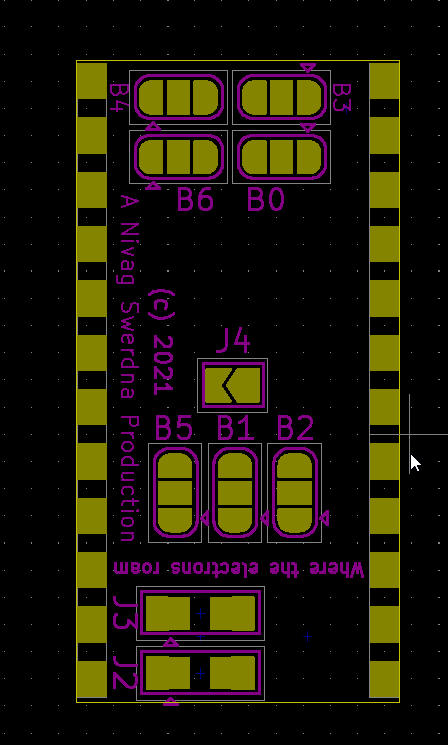 B4
B3
B6
B0
A Nivag Swerdna Production
(c) 2021
J4
B5
B1
B2
Where the electrons roam
J3
J2